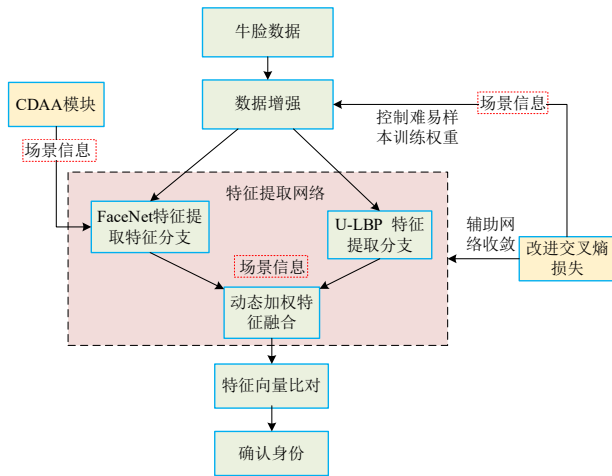 牛脸数据
CDAA模块
数据增强
场景信息
控制难易样
本训练权重
场景信息
特征提取网络
FaceNet特征提
取特征分支
U-LBP 特征
提取分支
辅助网
络收敛
改进交叉熵
损失
场景信息
动态加权特
征融合
特征向量比对
确认身份